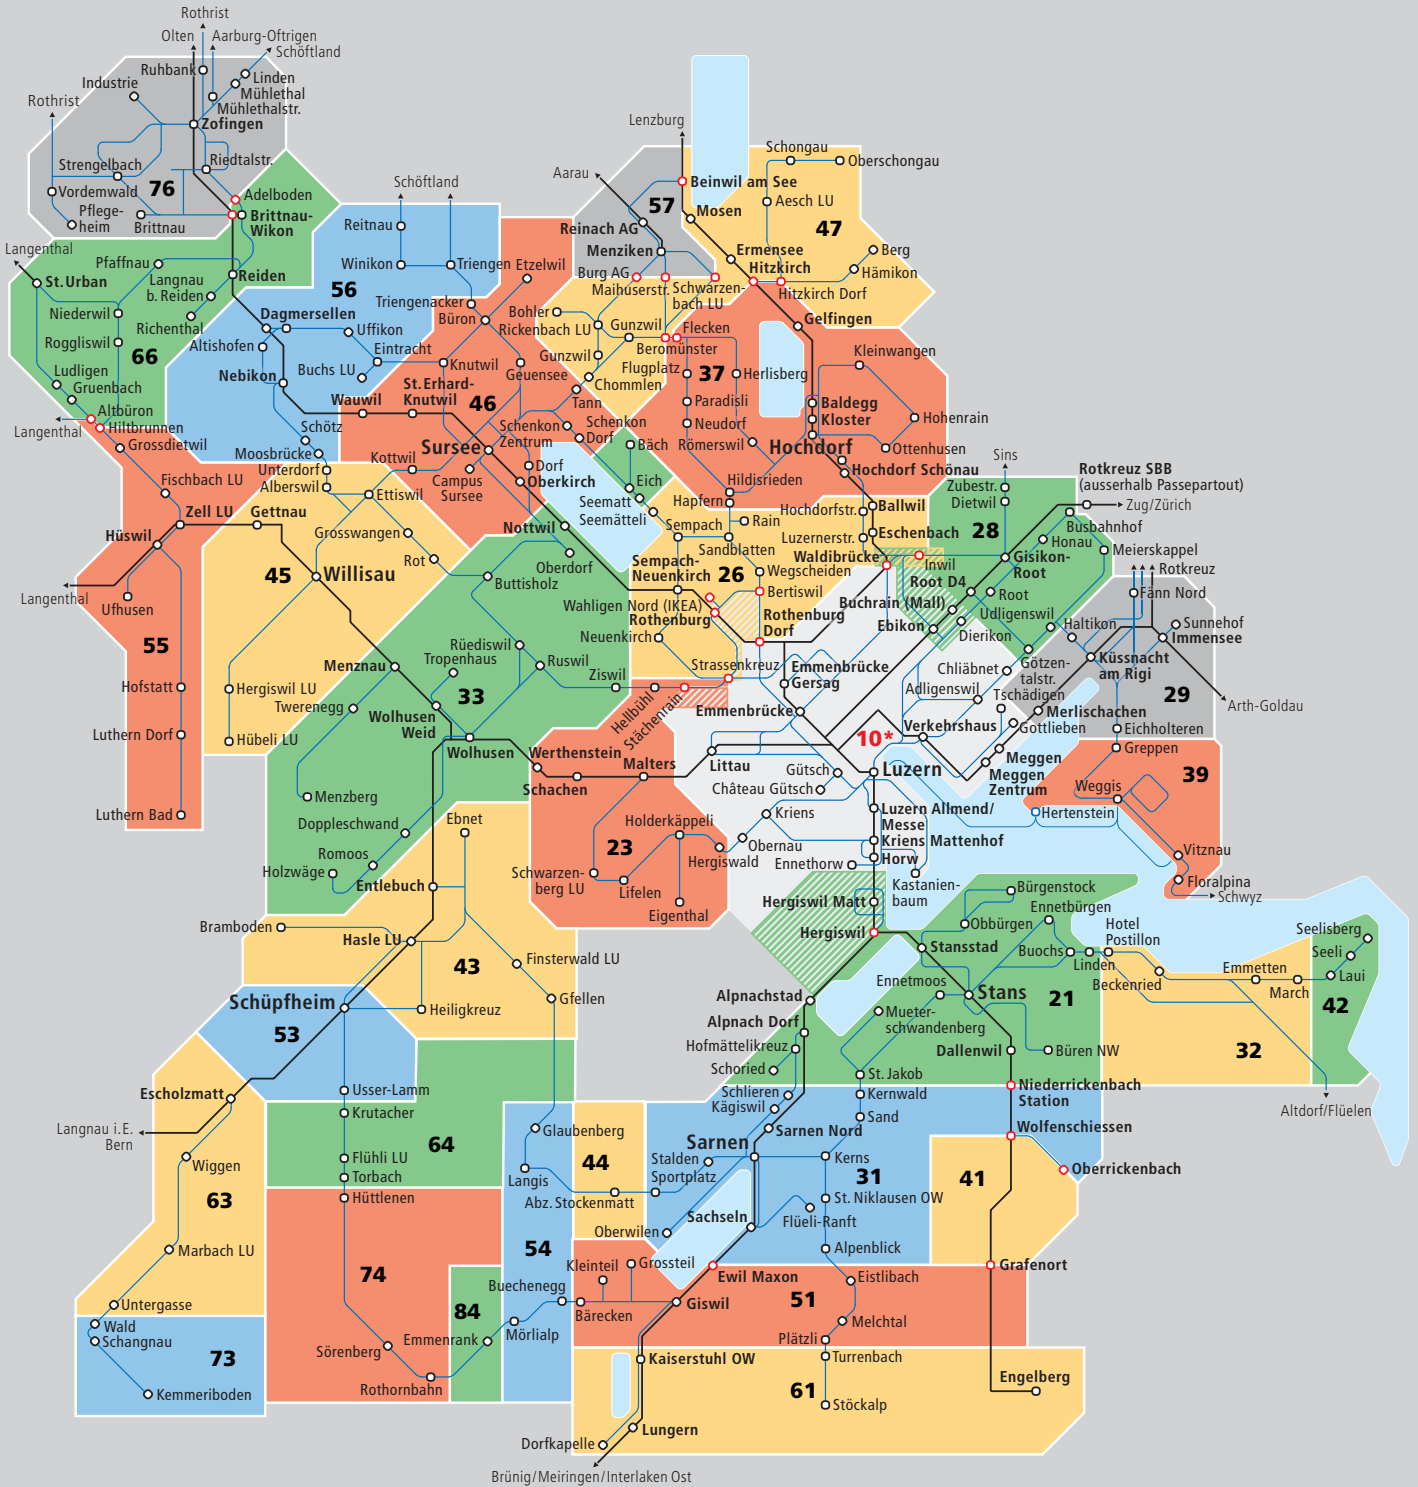 Rothrist
Olten
Aarburg-Oftrigen
Schöftland
Ruhbank
Linden
Industrie
Mühlethal
Mühlethalstr.
Rothrist
Zofingen
Lenzburg
Schöftland
Aarau
Schongau
Oberschongau
Strengelbach
Riedtalstr.
Vordemwald
76
Adelboden
Beinwil am See
Aesch LU
57
Mosen
47
Pflege-
heim
Brittnau
Brittnau-
Wikon
Reitnau
Reinach AG
Menziken
Ermensee
Berg
Langenthal
Pfaffnau
Winikon
Triengen
Etzelwil
Burg AG
Hitzkirch
Hämikon
St.Urban
Langnau
b. Reiden
Reiden
56
Maihuserstr.
Schwarzen-
bach LU
Hitzkirch Dorf
Niederwil
Richenthal
Dagmersellen
Triengenacker
Büron
Bohler
Rickenbach LU
Gunzwil
Flecken
Gelfingen
Roggliswil
66
Altishofen
Uffikon
Eintracht
Beromünster
Kleinwangen
Ludligen
Nebikon
Buchs LU
Knutwil
Geuensee
Gunzwil
Flugplatz
37
Herlisberg
Gruenbach
St.Erhard-
Knutwil
46
Chommlen
Altbüron
Wauwil
Tann
Paradisli
Baldegg
Kloster
Hohenrain
Langenthal
Hiltbrunnen
Grossdietwil
Schötz
Schenkon
Zentrum
Schenkon
Dorf
Neudorf
Römerswil
Hochdorf
Ottenhusen
Moosbrücke
Sursee
Bäch
Unterdorf
Kottwil
Dorf
Hochdorf Schönau
Sins
Rotkreuz SBB
(ausserhalb Passepartout)
Fischbach LU
Alberswil
Ettiswil
Campus
Sursee
Oberkirch
Eich
Hildisrieden
Zubestr.
Dietwil
Zug/Zürich
Zell LU
Gettnau
Seematt
Seemätteli
Hapfern
Hochdorfstr.
Ballwil
28
Busbahnhof
Hüswil
Grosswangen
Nottwil
Sempach
Rain
Eschenbach
Luzernerstr.
Honau
Meierskappel
Sandblatten
Waldibrücke
Inwil
Gisikon-
Root
Rotkreuz
45
Willisau
Rot
Oberdorf
Sempach-
Neuenkirch
26
Wegscheiden
Root D4
Root
Fänn Nord
Langenthal
Ufhusen
Buttisholz
Bertiswil
Buchrain (Mall)
Udligenswil
Wahligen Nord (IKEA)
Rothenburg
Rothenburg
Dorf
Ebikon
Dierikon
Haltikon
Sunnehof
Immensee
55
Rüediswil
Neuenkirch
Strassenkreuz
Emmenbrücke
Gersag
Chliäbnet
Götzen-
talstr.
Küssnacht
am Rigi
Menznau
Tropenhaus
Ruswil
Ziswil
Adligenswil
29
Hofstatt
Hergiswil LU
33
Hellbühl
Stächenrain
Tschädigen
Arth-Goldau
Twerenegg
Wolhusen
Weid
Emmenbrücke
Merlischachen
Luthern Dorf
Hübeli LU
Wolhusen
10*
Verkehrshaus
Gottlieben
Eichholteren
Werthenstein
Littau
Greppen
Schachen
Malters
Gütsch
Luzern
Meggen
Meggen
Zentrum
39
Menzberg
Château Gütsch
Weggis
Luthern Bad
Doppleschwand
Ebnet
Holderkäppeli
Kriens
Luzern Allmend/
Messe
Hertenstein
Romoos
23
Obernau
Kriens Mattenhof
Holzwäge
Hergiswald
Ennethorw
Horw
Vitznau
Schwarzen-
berg LU
Lifelen
Kastanien-
baum
Floralpina
Entlebuch
Eigenthal
Hergiswil Matt
Bürgenstock
Schwyz
Bramboden
Hasle LU
Hergiswil
Obbürgen
Ennetbürgen
Stansstad
Hotel
Postillon
Seelisberg
43
Finsterwald LU
Buochs
Linden
Seeli
Ennetmoos
Beckenried
Emmetten
Laui
Schüpfheim
Heiligkreuz
Gfellen
Alpnachstad
Stans
21
March
42
53
Alpnach Dorf
Mueter-
schwandenberg
Hofmättelikreuz
Dallenwil
Büren NW
32
Schoried
St. Jakob
Escholzmatt
Usser-Lamm
Schlieren
Kernwald
Niederrickenbach
Station
Altdorf/Flüelen
Krutacher
Kägiswil
Sand
Langnau i.E.
Bern
Glaubenberg
Sarnen
Sarnen Nord
Wolfenschiessen
64
44
Wiggen
Flühli LU
Stalden
Kerns
Torbach
Langis
Sportplatz
31
41
Oberrickenbach
63
Hüttlenen
Abz. Stockenmatt
St. Niklausen OW
Sachseln
Flüeli-Ranft
Oberwilen
Marbach LU
54
Alpenblick
74
Kleinteil
Grossteil
Ewil Maxon
Grafenort
Buechenegg
Eistlibach
Untergasse
51
84
Bärecken
Giswil
Wald
Mörlialp
Melchtal
Schangnau
Emmenrank
Plätzli
73
Sörenberg
Kaiserstuhl OW
Turrenbach
Kemmeriboden
Rothornbahn
61
Engelberg
Stöckalp
Lungern
Dorfkapelle
Brünig/Meiringen/Interlaken Ost